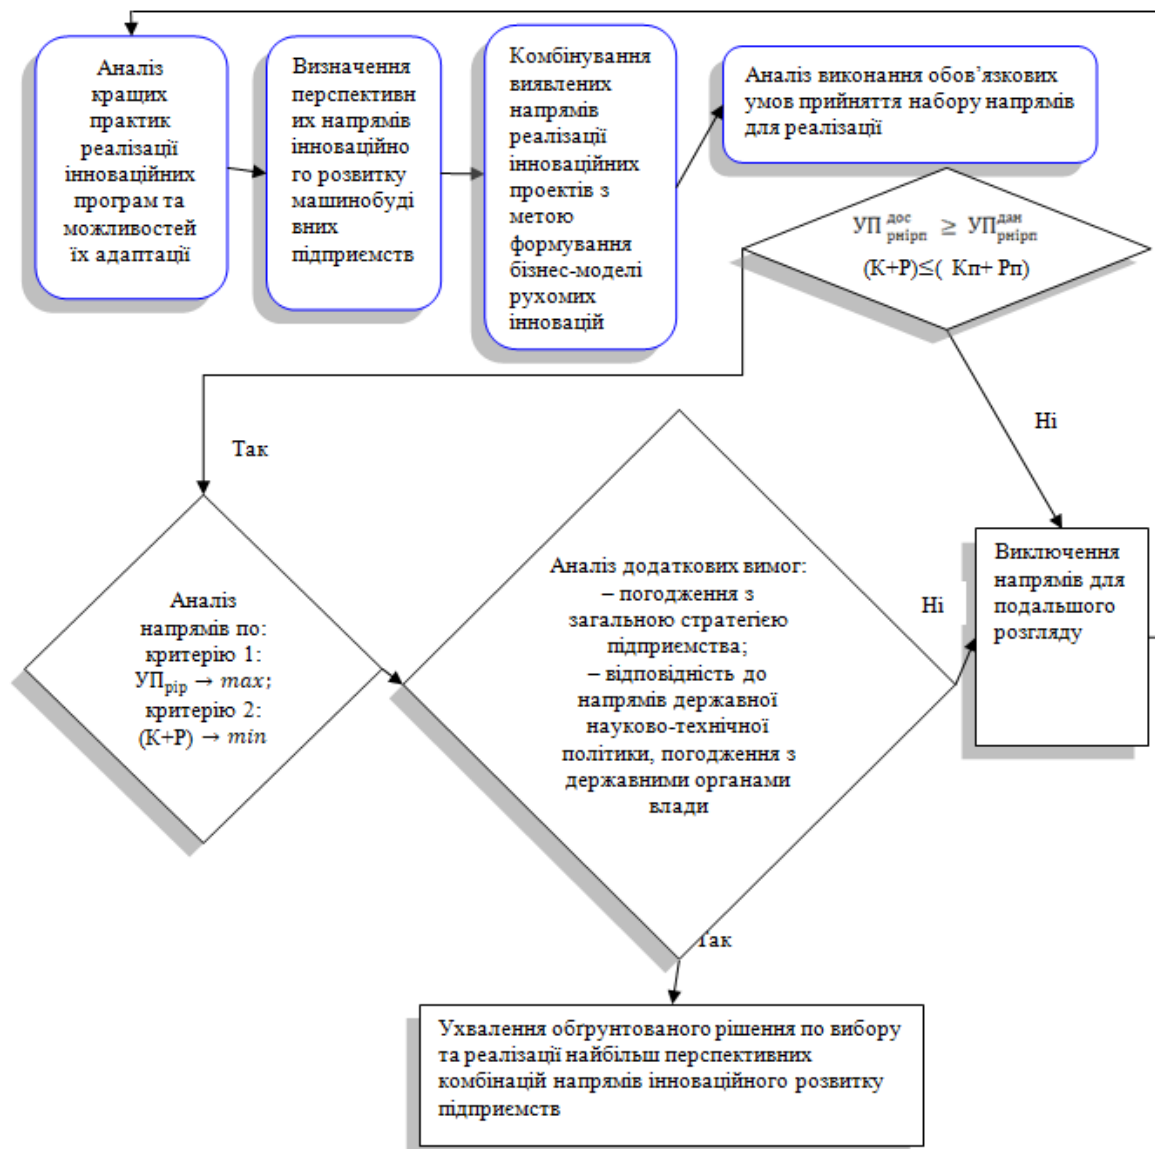 Аналіз
кращих
практик
реалізації
інноваційних
програм та
можливостей
їх адаптації
Визначення
перспективн
их напрямів
інноваційно
го розвитку
машинобуді
вних
підприємств
Комбінування
виявлених
напрямів
реалізації
інноваційних
проектів з
метою
формування
бізнес-моделі
рухомих
інновацій
Аналіз виконання обов’язкових
умов прийняття набору напрямів
для реалізації
УП рнірп дос ≥ УП рнірп дан
(К+Р)≤( Кп+ Рп)
Так
Ні
Аналіз
напрямів по:
критерію 1:
УПрір → max;
критерію 2:
(К+Р) → min
Аналіз додаткових вимог:
– погодження з
загальною стратегією
підприємства;
– відповідність до
напрямів державної
науково-технічної
політики, погодження з
державними органами
влади
Ні
Виключення
напрямів для
подальшого
розгляду
Так
Ухвалення обґрунтованого рішення по вибору
та реалізації найбільш перспективних
комбінацій напрямів інноваційного розвитку
підприємств